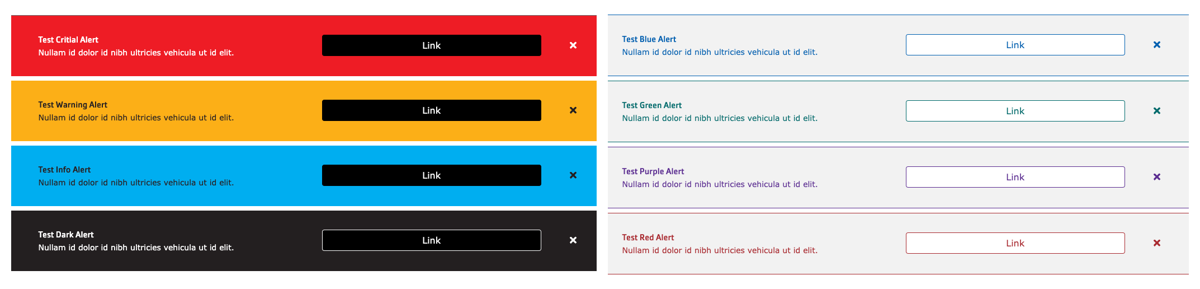 Test Critial Alert
Nullam id dolor id nibh ultricies vehicula ut id elit.
Link
×
Test Warning Alert
Nullam id dolor id nibh ultricies vehicula ut id elit.
Link
×
Test Info Alert
Nullam id dolor id nibh ultricies vehicula ut id elit.
Link
×
Test Dark Alert
Nullam id dolor id nibh ultricies vehicula ut id elit.
Link
×
Test Blue Alert
Nullam id dolor id nibh ultricies vehicula ut id elit.
Link
×
Test Green Alert
Nullam id dolor id nibh ultricies vehicula ut id elit.
Link
×
Test Purple Alert
Nullam id dolor id nibh ultricies vehicula ut id elit.
Link
×
Test Red Alert
Nullam id dolor id nibh ultricies vehicula ut id elit.
Link
×